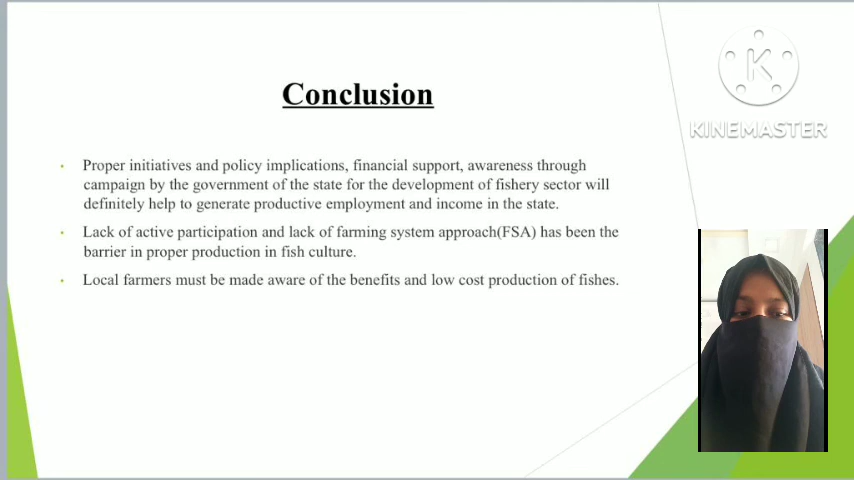 Conclusion
K
KINEMASTER
Proper initiatives and policy implications, financial support, awareness through
campaign by the government of the state for the development of fishery sector will
definitely help to generate productive employment and income in the state.
Lack of active participation and lack of farming system approach(FSA) has been the
barrier in proper production in fish culture.
Local farmers must be made aware of the benefits and low cost production of fishes.